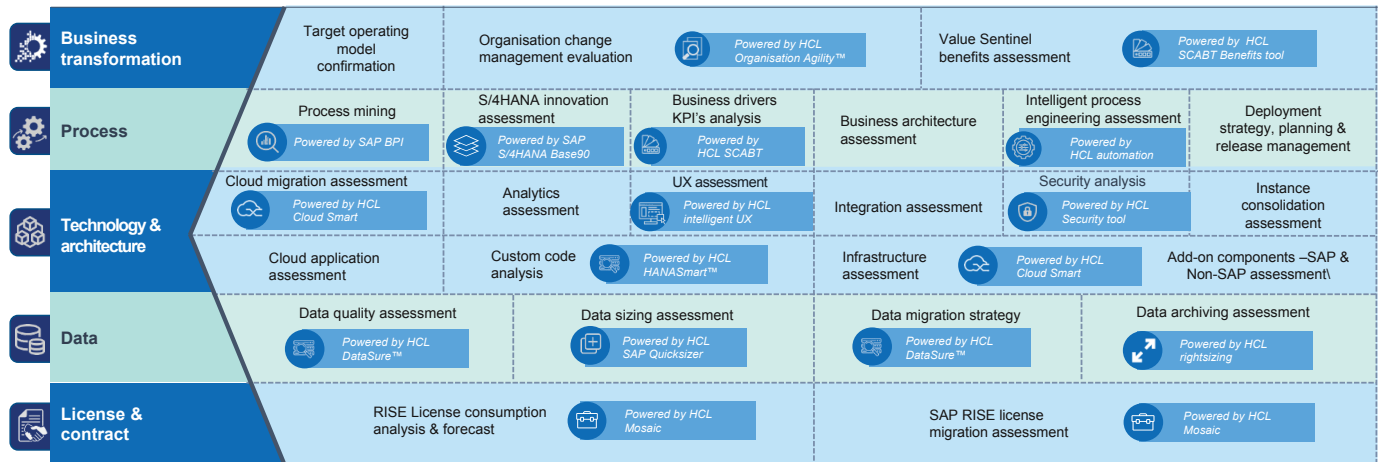 Business
transformation
Target operating
model
confirmation
Organisation change
management evaluation
Powered by HCL
Organisation Agility™
Value Sentinel
benefits assessment
Powered by HCL
SCABT Benefits tool
Process
Process mining
Powered by SAP BPI
S/4HANA innovation
assessment
Powered by SAP
S/4HANA Base90
Business drivers
KPI's analysis
Powered by
HCL SCABT
Business architecture
assessment
Intelligent process
engineering assessment
Powered by
HCL automation
Deployment
strategy, planning &
release management
Technology &
architecture
Cloud migration assessment
Powered by HCL
Cloud Smart
Analytics
assessment
UX assessment
Powered by HCL
intelligent UX
Integration assessment
Security analysis
Powered by HCL
Security tool
Instance
consolidation
assessment
Cloud application
assessment
Custom code
analysis
Powered by HCL
HANASmart™
Infrastructure
assessment
Powered by HCL
Cloud Smart
Add-on components –SAP &
Non-SAP assessment\
Data
Data quality assessment
Powered by HCL
DataSure™
Data sizing assessment
Powered by HCL
SAP Quicksizer
Data migration strategy
Powered by HCL
DataSure™
Data archiving assessment
Powered by HCL
rightsizing
License &
contract
RISE License consumption
analysis & forecast
Powered by HCL
Mosaic
SAP RISE license
migration assessment
Powered by HCL
Mosaic